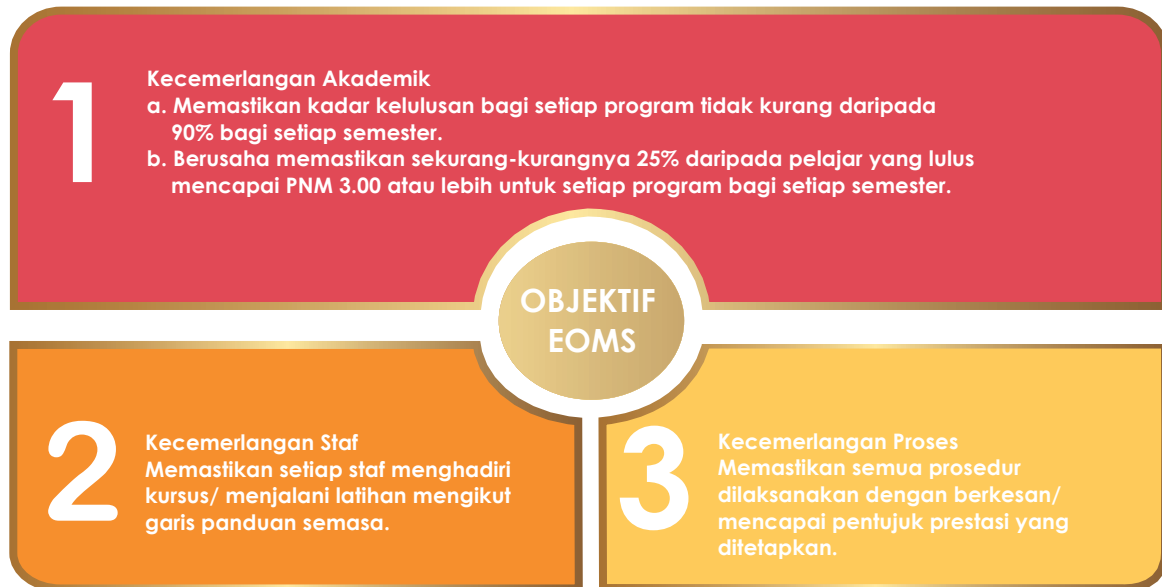 1
Kecemerlangan Akademik
a. Memastikan kadar kelulusan bagi setiap program tidak kurang daripada
90% bagi setiap semester.
b. Berusaha memastikan sekurang-kurangnya 25% daripada pelajar yang lulus
mencapai PNM 3.00 atau lebih untuk setiap program bagi setiap semester.
OBJEKTIF
EOMS
2
Kecemerlangan Staf
Memastikan setiap staf menghadiri
kursus/ menjalani latihan mengikut
garis panduan semasa.
3
Kecemerlangan Proses
Memastikan semua prosedur
dilaksanakan dengan berkesan/
mencapai pentujuk prestasi yang
ditetapkan.